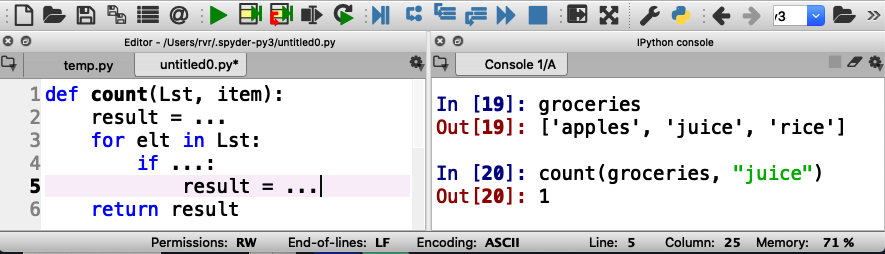 /3
Editor - /Users/rvr/.spyder-py3/untitled0.py
IPython console
temp.py
untitled0.py*
Console 1/A
1 def count(Lst, item):
2     result = ...
3     for elt in Lst:
4         if ...:
5             result = ...
6     return result
In [19]: groceries
Out[19]: ['apples', 'juice', 'rice']
In [20]: count(groceries, "juice")
Out[20]: 1
Permissions: RW End-of-lines: LF Encoding: ASCII Line: 5 Column: 25 Memory: 71 %